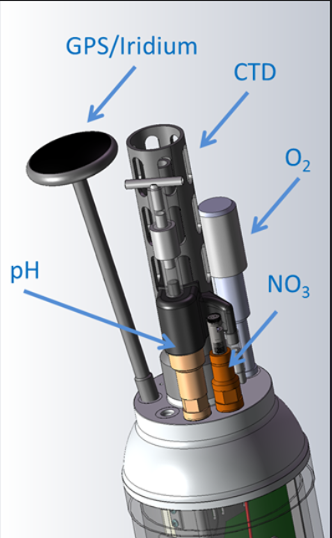 GPS/Iridium
CTD
O₂
pH
NO₃